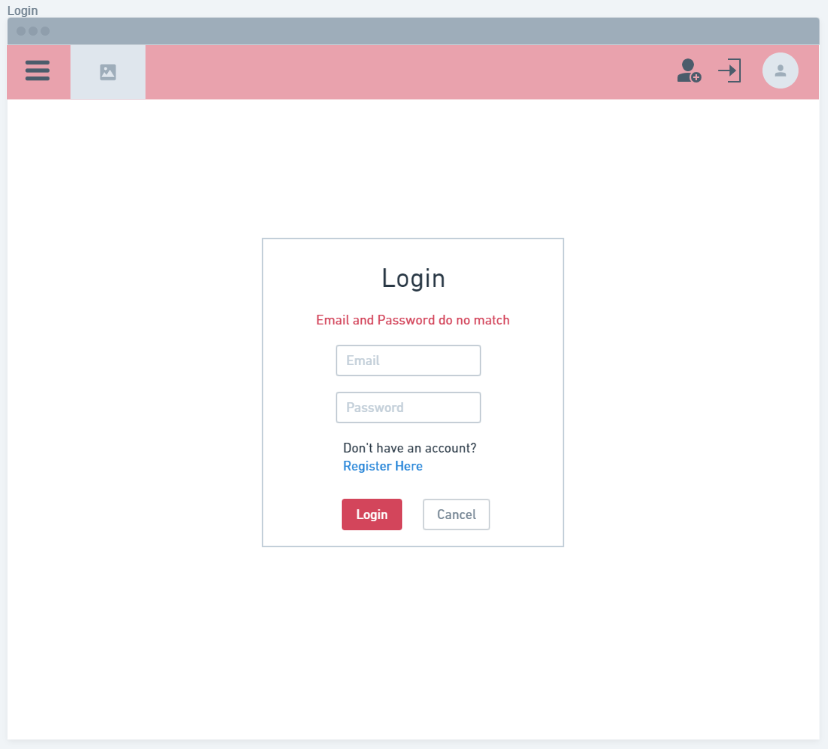 Login
Login
Email and Password do no match
Email
Password
Don't have an account?
Register Here
Login
Cancel